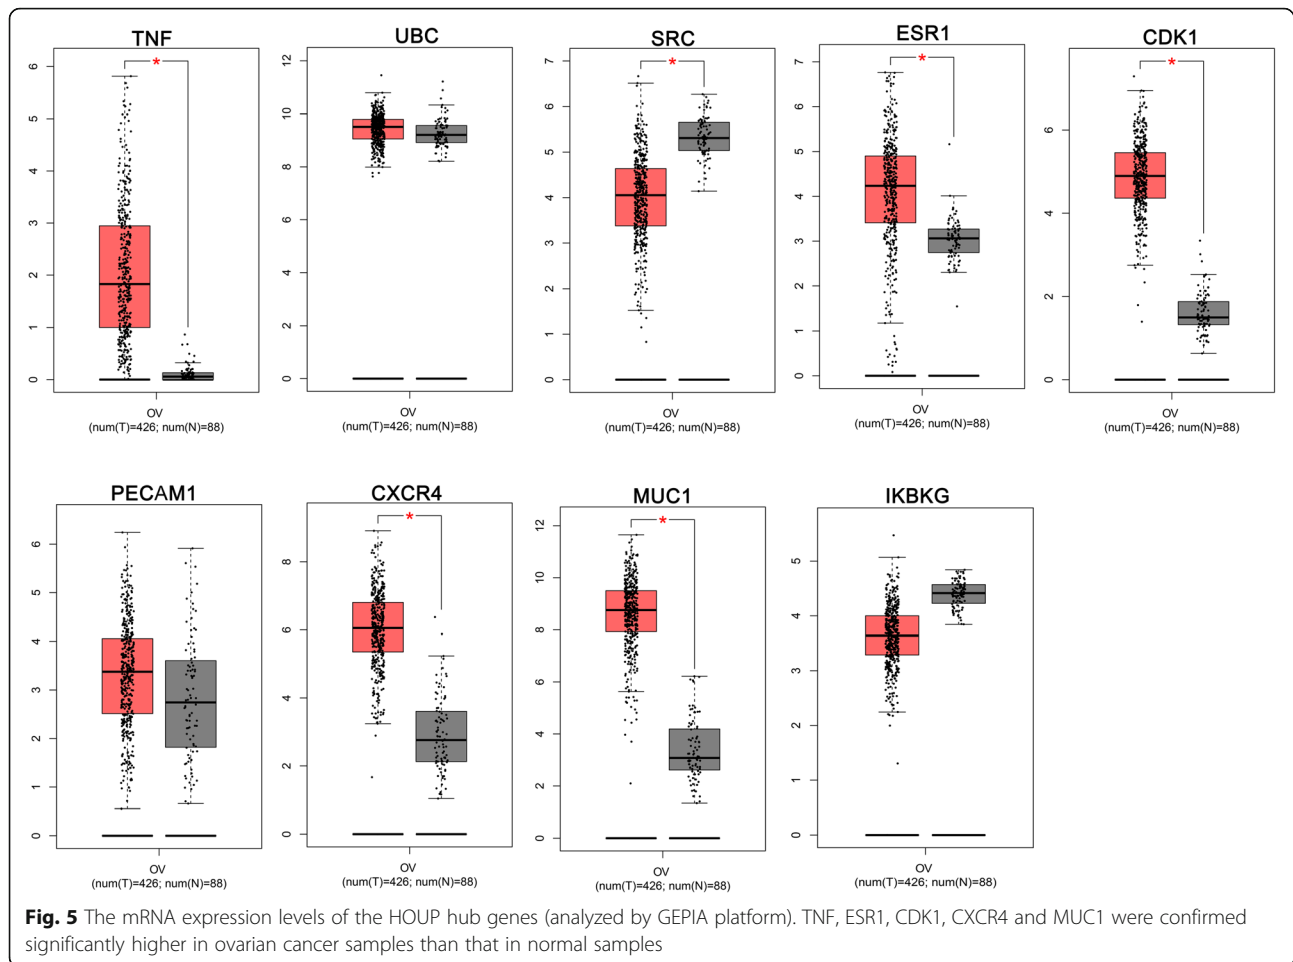 TNF
UBC
SRC
ESR1
CDK1
6
5
4
3
2
1
0
*
12
10
8
6
4
2
0
7
6
5
4
3
2
1
0
*
7
6
5
4
3
2
1
0
*
6
4
2
0
*
OV
(num(T)=426; num(N)=88)
OV
(num(T)=426; num(N)=88)
OV
(num(T)=426; num(N)=88)
OV
(num(T)=426; num(N)=88)
OV
(num(T)=426; num(N)=88)
PECAM1
CXCR4
MUC1
IKBKG
6
5
4
3
2
1
0
8
6
4
2
0
*
12
10
8
6
4
2
0
*
5
4
3
2
1
0
OV
(num(T)=426; num(N)=88)
OV
(num(T)=426; num(N)=88)
OV
(num(T)=426; num(N)=88)
OV
(num(T)=426; num(N)=88)
Fig. 5 The mRNA expression levels of the HOUP hub genes (analyzed by GEPIA platform). TNF, ESR1, CDK1, CXCR4 and MUC1 were confirmed
significantly higher in ovarian cancer samples than that in normal samples